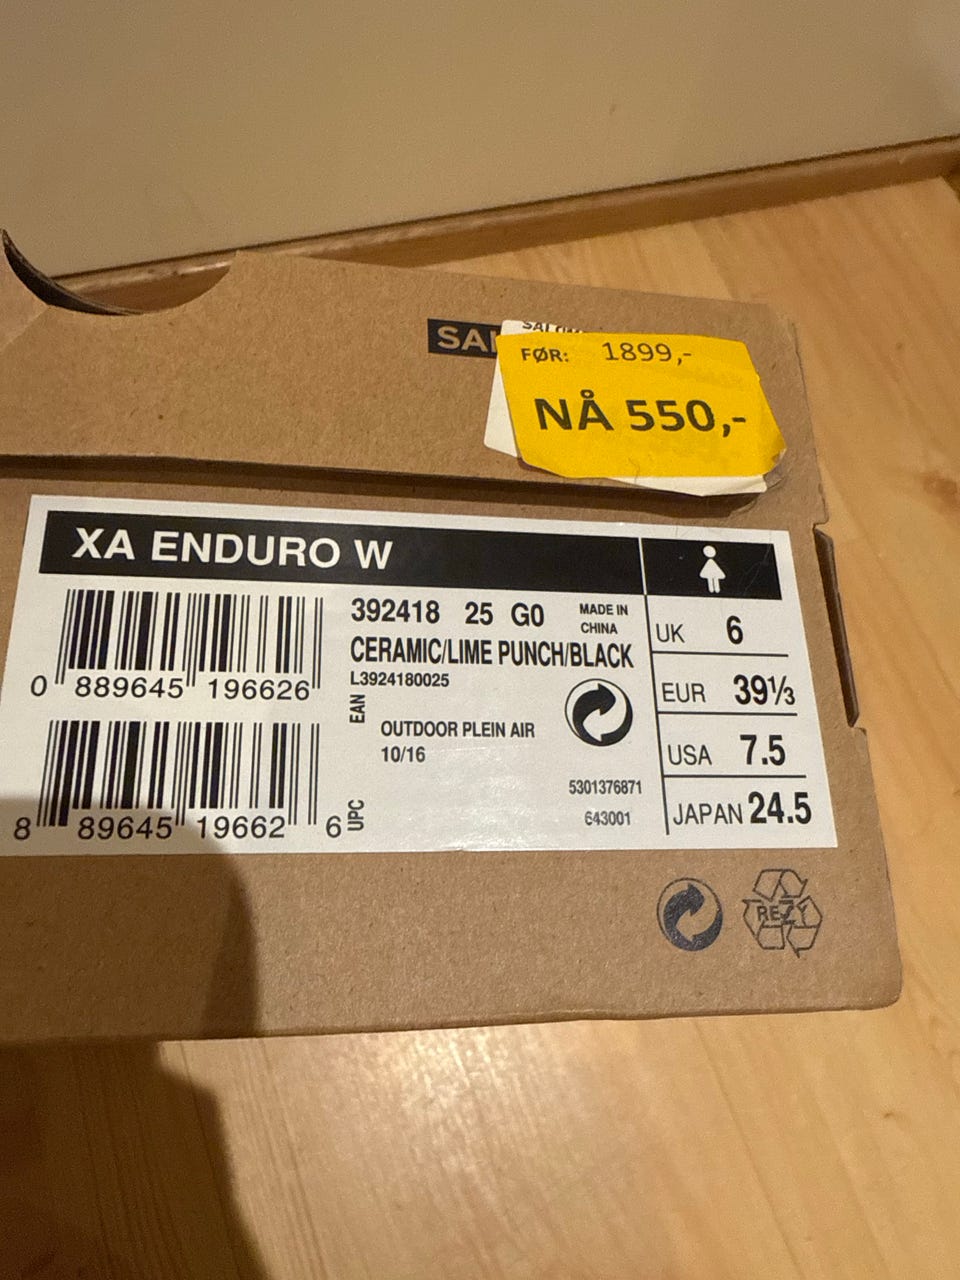 SAL
FØR: 1899,-
NÅ 550,-
XA ENDURO W
392418 25 G0 MADE IN
CHINA
CERAMIC/LIME PUNCH/BLACK
L3924180025
0 889645 196626
EAN
OUTDOOR PLEIN AIR
10/16
5301376871
643001
8 89645 19662 6
UPC
UK 6
EUR 39⅓
USA 7.5
JAPAN 24.5
RE